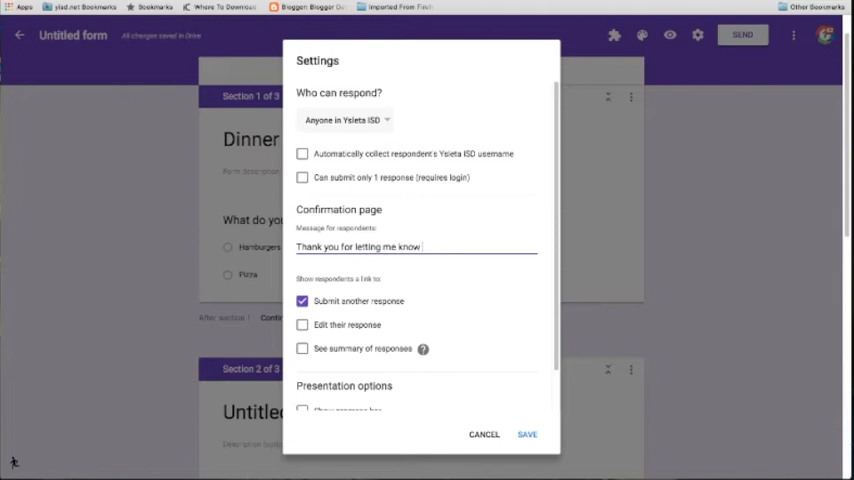 Apps yisd.net Bookmarks Bookmarks Where To Download Blogger: Blogger Da Imported From Firef Other Bookmarks
Untitled form All changes saved in Drive SEND
Settings
Section 1 of 3
Who can respond?
Anyone in Ysleta ISD
Dinner
Automatically collect respondent's Ysleta ISD username
Form description
Can submit only 1 response (requires login)
Confirmation page
What do you
Message for respondents:
Hamburgers
Thank you for letting me know
Pizza
Show respondents a link to:
Submit another response
After section 1 Conti
Edit their response
See summary of responses ?
Section 2 of 3
Presentation options
Untitle
Show progress bar
CANCEL SAVE